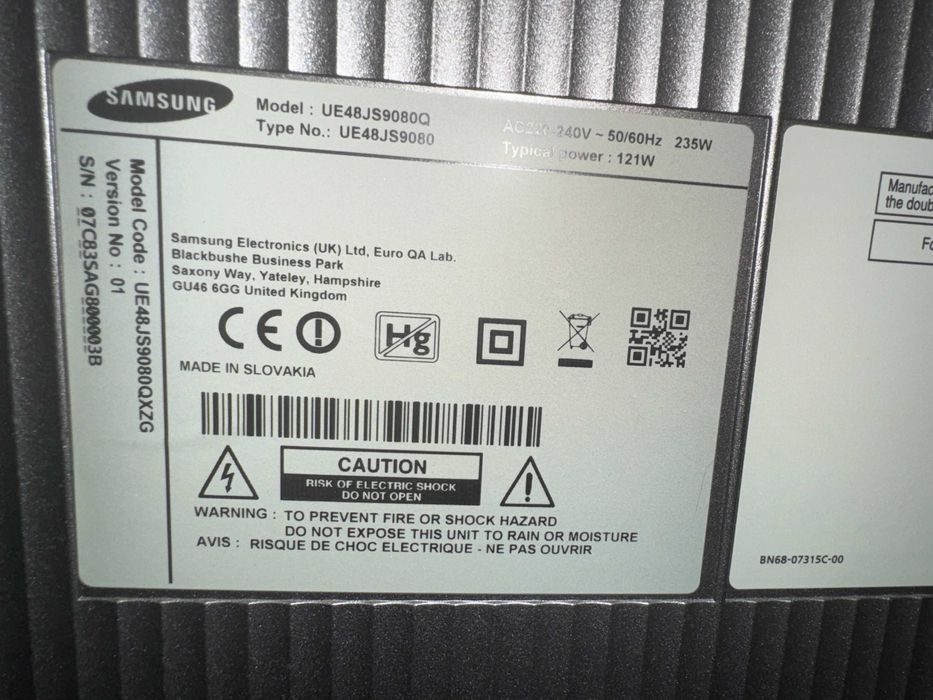 SAMSUNG
Model : UE48JS9080Q
Type No.: UE48JS9080
AC220-240V ~ 50/60Hz 235W
Typical power : 121W
Model Code : UE48JS9080QXZG
Version No : 01
S/N : 07C83SAG800003B
Samsung Electronics (UK) Ltd, Euro QA Lab.
Blackbushe Business Park
Saxony Way, Yateley, Hampshire
GU46 6GG United Kingdom
CE
Hg
MADE IN SLOVAKIA
CAUTION
RISK OF ELECTRIC SHOCK
DO NOT OPEN
WARNING : TO PREVENT FIRE OR SHOCK HAZARD
DO NOT EXPOSE THIS UNIT TO RAIN OR MOISTURE
AVIS : RISQUE DE CHOC ELECTRIQUE - NE PAS OUVRIR
the
BN68-07315C-00